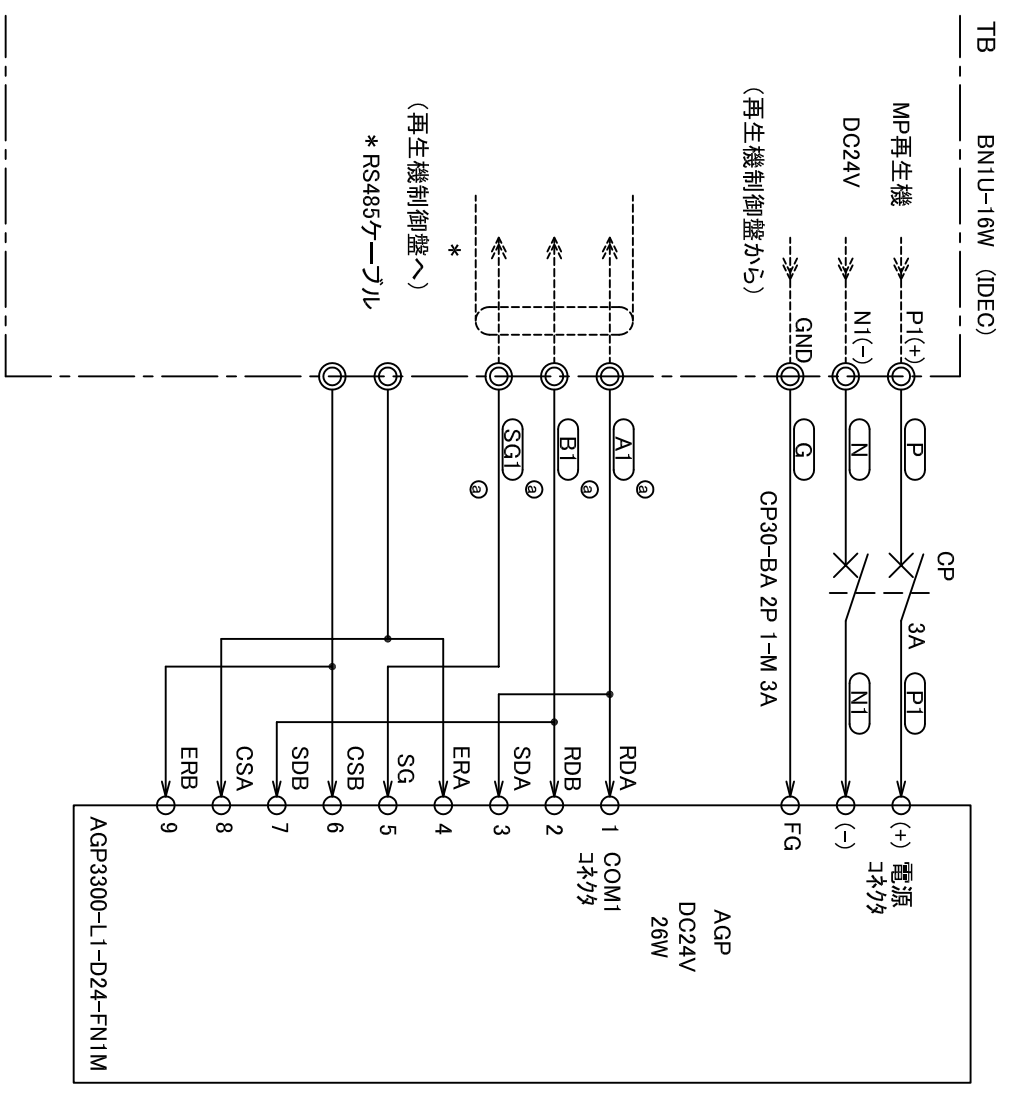 TB
BN1U-16W (IDEC)
MP再生機
DC24V
(再生機制御盤から)
P1(+)
N1(-)
GND
P
N
G
CP
3A
CP30-BA 2P 1-M 3A
P1
N1
(+)
(-)
FG
電源
コネクタ
*
(再生機制御盤へ)
* RS485ケーブル
A1
B1
SG1
a
a
a
a
RDA
RDB
SDA
ERA
SG
CSB
SDB
CSA
ERB
1
2
3
4
5
6
7
8
9
COM1
コネクタ
AGP
DC24V
26W
AGP3300-L1-D24-FN1M